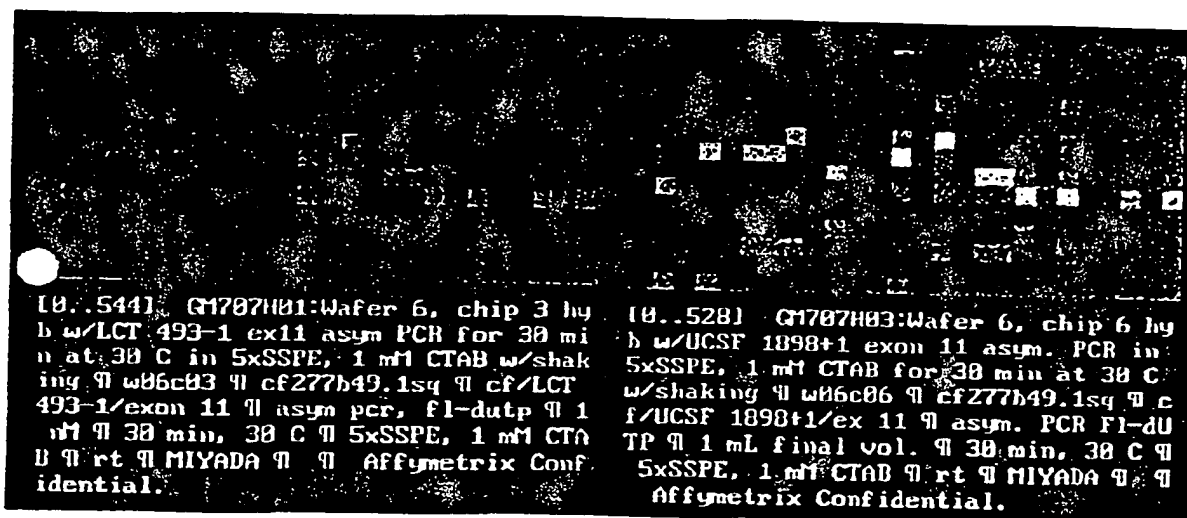 [0..544]  GM707H01:Wafer 6, chip 3 hy
b w/LCT 493-1 ex11 asym PCR for 30 mi
n at 30 C in 5xSSPE, 1 mM CTAB w/shak
ing ¶ w06c03 ¶ cf277b49.1sq ¶ cf/LCT
493-1/exon 11 ¶ asym pcr, fl-dutp ¶ 1
mM ¶ 30 min, 30 C ¶ 5xSSPE, 1 mM CTA
B ¶ rt ¶ MIYADA ¶  ¶  Affymetrix Conf
idential.
[0..528]  GM707H03:Wafer 6, chip 6 hy
b w/UCSF 1898+1 exon 11 asym. PCR in
5xSSPE, 1 mM CTAB for 30 min at 30 C
w/shaking ¶ w06c06 ¶ cf277b49.1sq ¶ c
f/UCSF 1898+1/ex 11 ¶ asym. PCR Fl-dU
TP ¶ 1 mL final vol. ¶ 30 min, 30 C ¶
5xSSPE, 1 mM CTAB ¶ rt ¶ MIYADA ¶  ¶
Affymetrix Confidential.